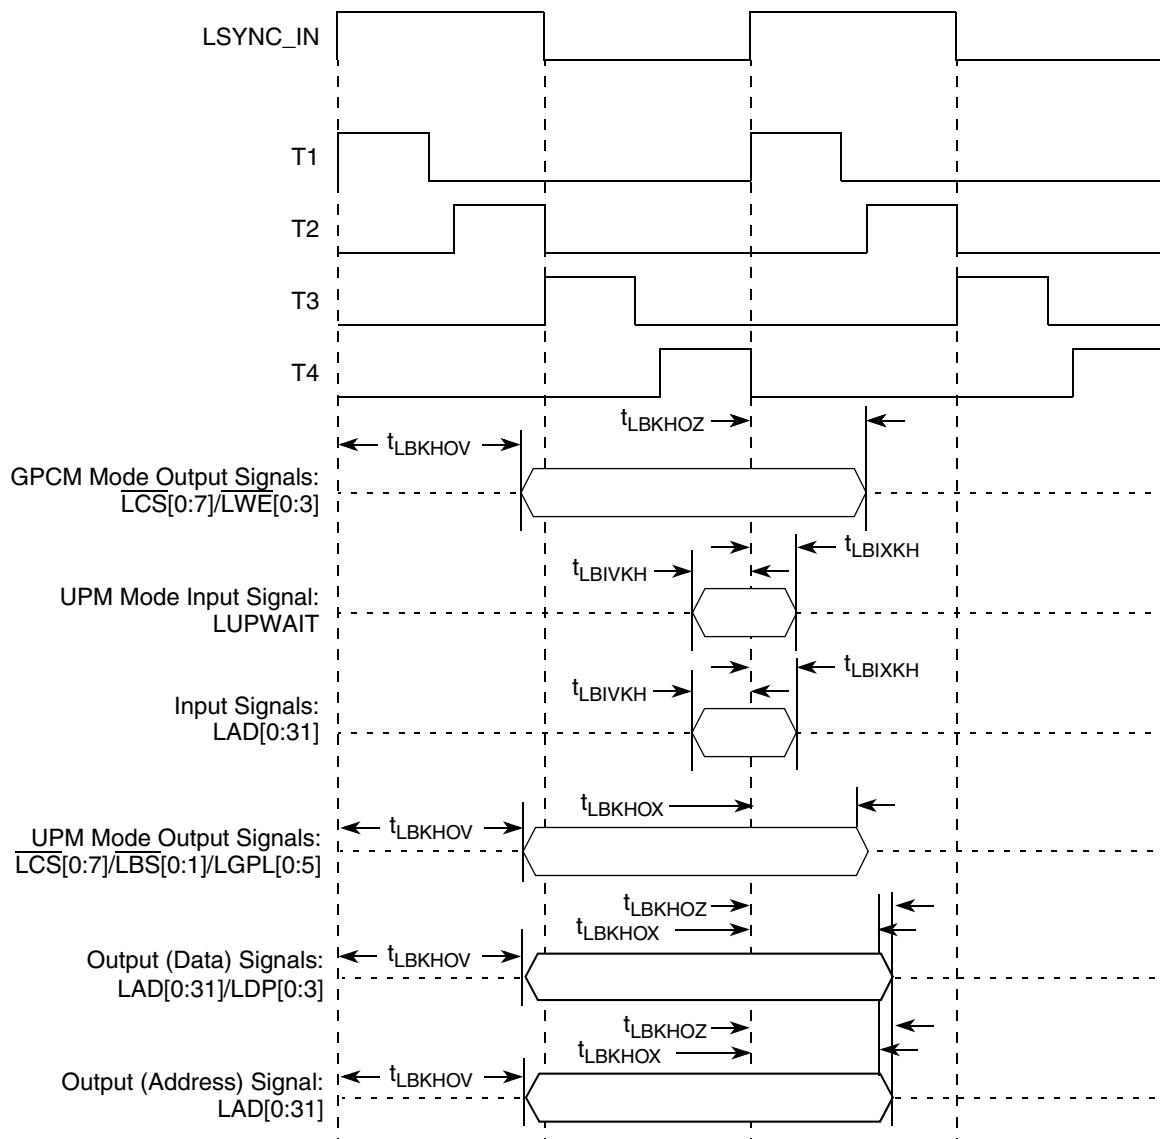 LSYNC_IN
T1
T2
T3
T4
tLBKHOZ
tLBKHOV
GPCM Mode Output Signals:
LCS[0:7]/LWE[0:3]
tLBIXKH
tLBIVKH
UPM Mode Input Signal:
LUPWAIT
tLBIXKH
tLBIVKH
Input Signals:
LAD[0:31]
tLBKHOX
tLBKHOV
UPM Mode Output Signals:
LCS[0:7]/LBS[0:1]/LGPL[0:5]
tLBKHOZ
tLBKHOX
tLBKHOV
Output (Data) Signals:
LAD[0:31]/LDP[0:3]
tLBKHOZ
tLBKHOX
tLBKHOV
Output (Address) Signal:
LAD[0:31]